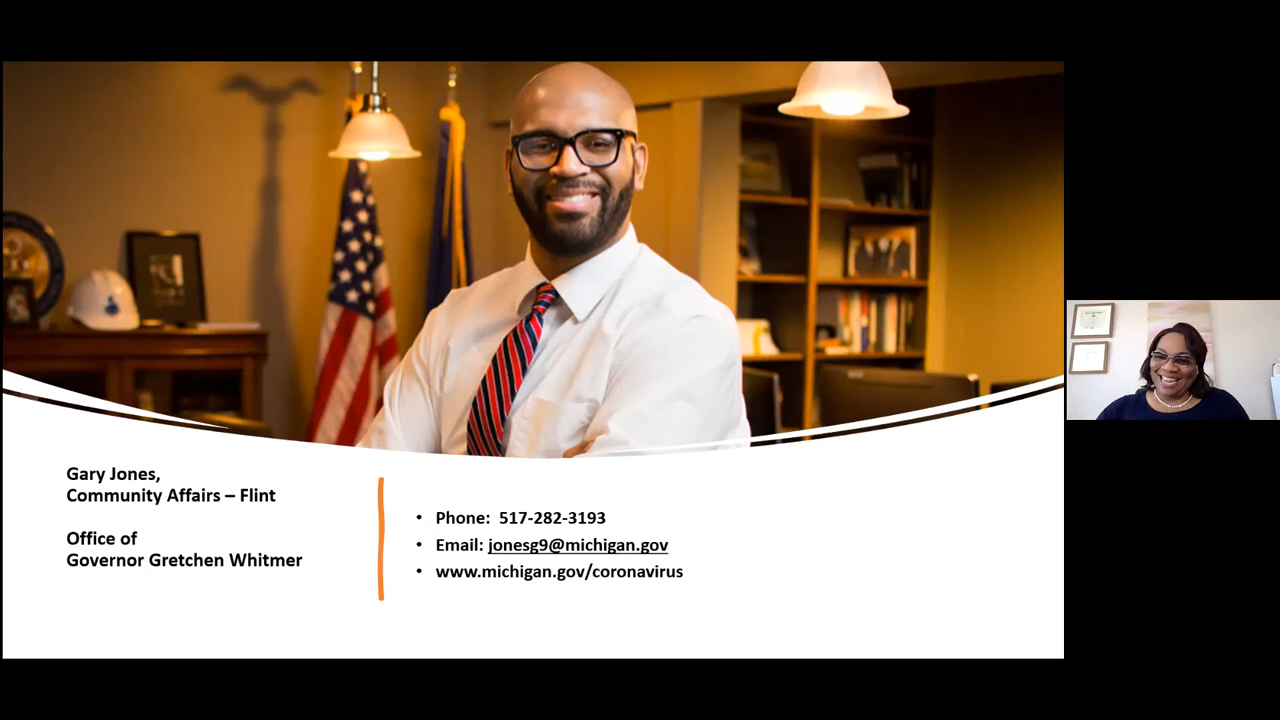 Gary Jones,
Community Affairs – Flint
Office of
Governor Gretchen Whitmer
• Phone: 517-282-3193
• Email: jonesg9@michigan.gov
• www.michigan.gov/coronavirus